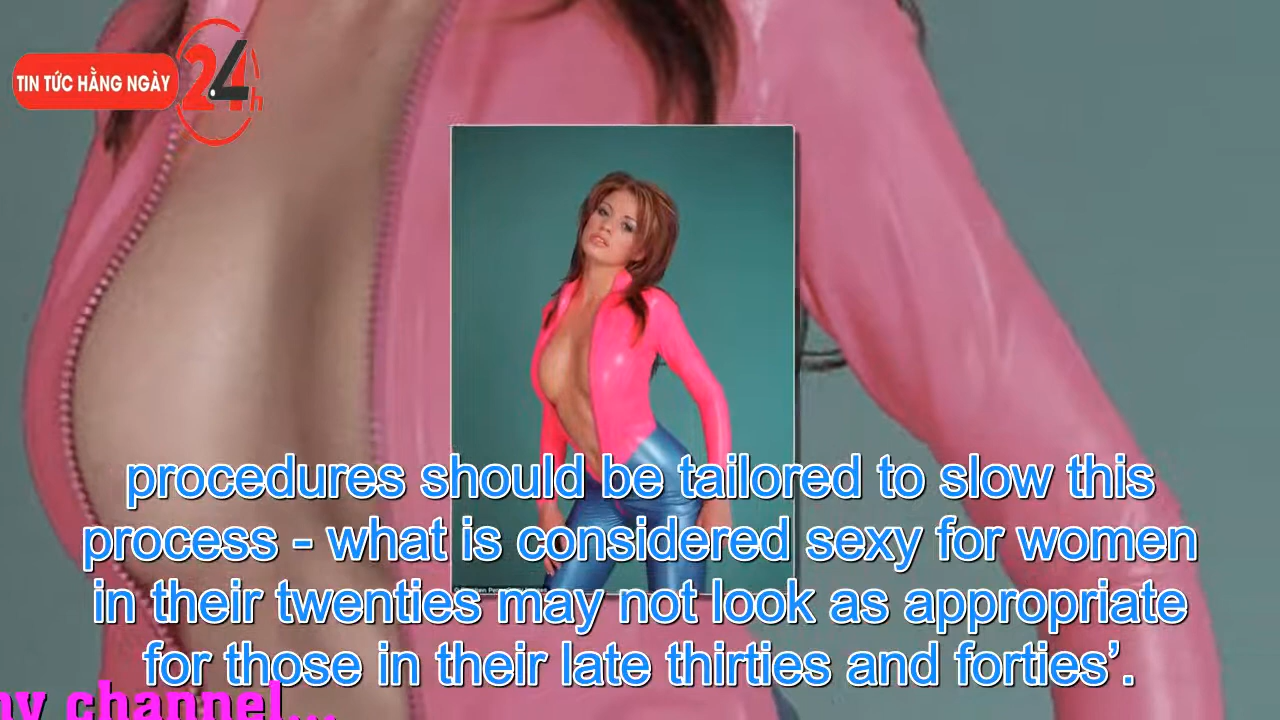 TIN TỨC HẰNG NGÀY
24h
procedures should be tailored to slow this
process - what is considered sexy for women
in their twenties may not look as appropriate
for those in their late thirties and forties’.
channel...